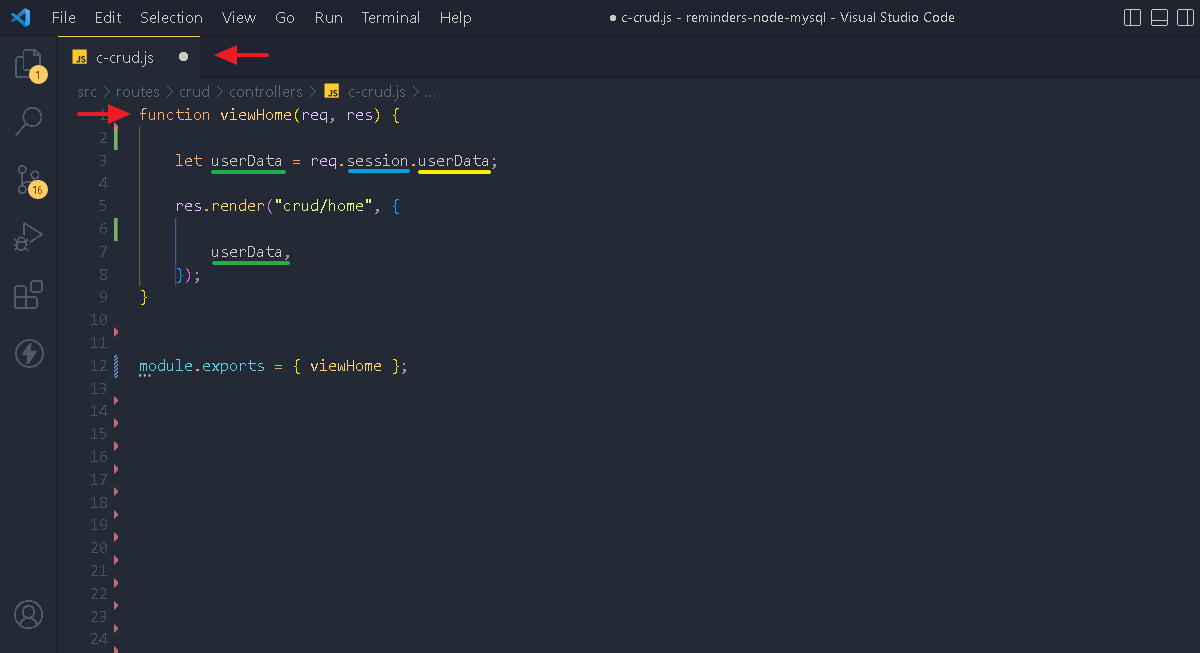 File Edit Selection View Go Run Terminal Help
● c-crud.js - reminders-node-mysql - Visual Studio Code
JS c-crud.js ●
1
src > routes > crud > controllers > JS c-crud.js > ...
1 function viewHome(req, res) {
2
3 let userData = req.session.userData;
4
5 res.render("crud/home", {
6
7 userData,
8 });
9 }
10
11
12 module.exports = { viewHome };
13
14
15
16
17
18
19
20
21
22
23
24
16